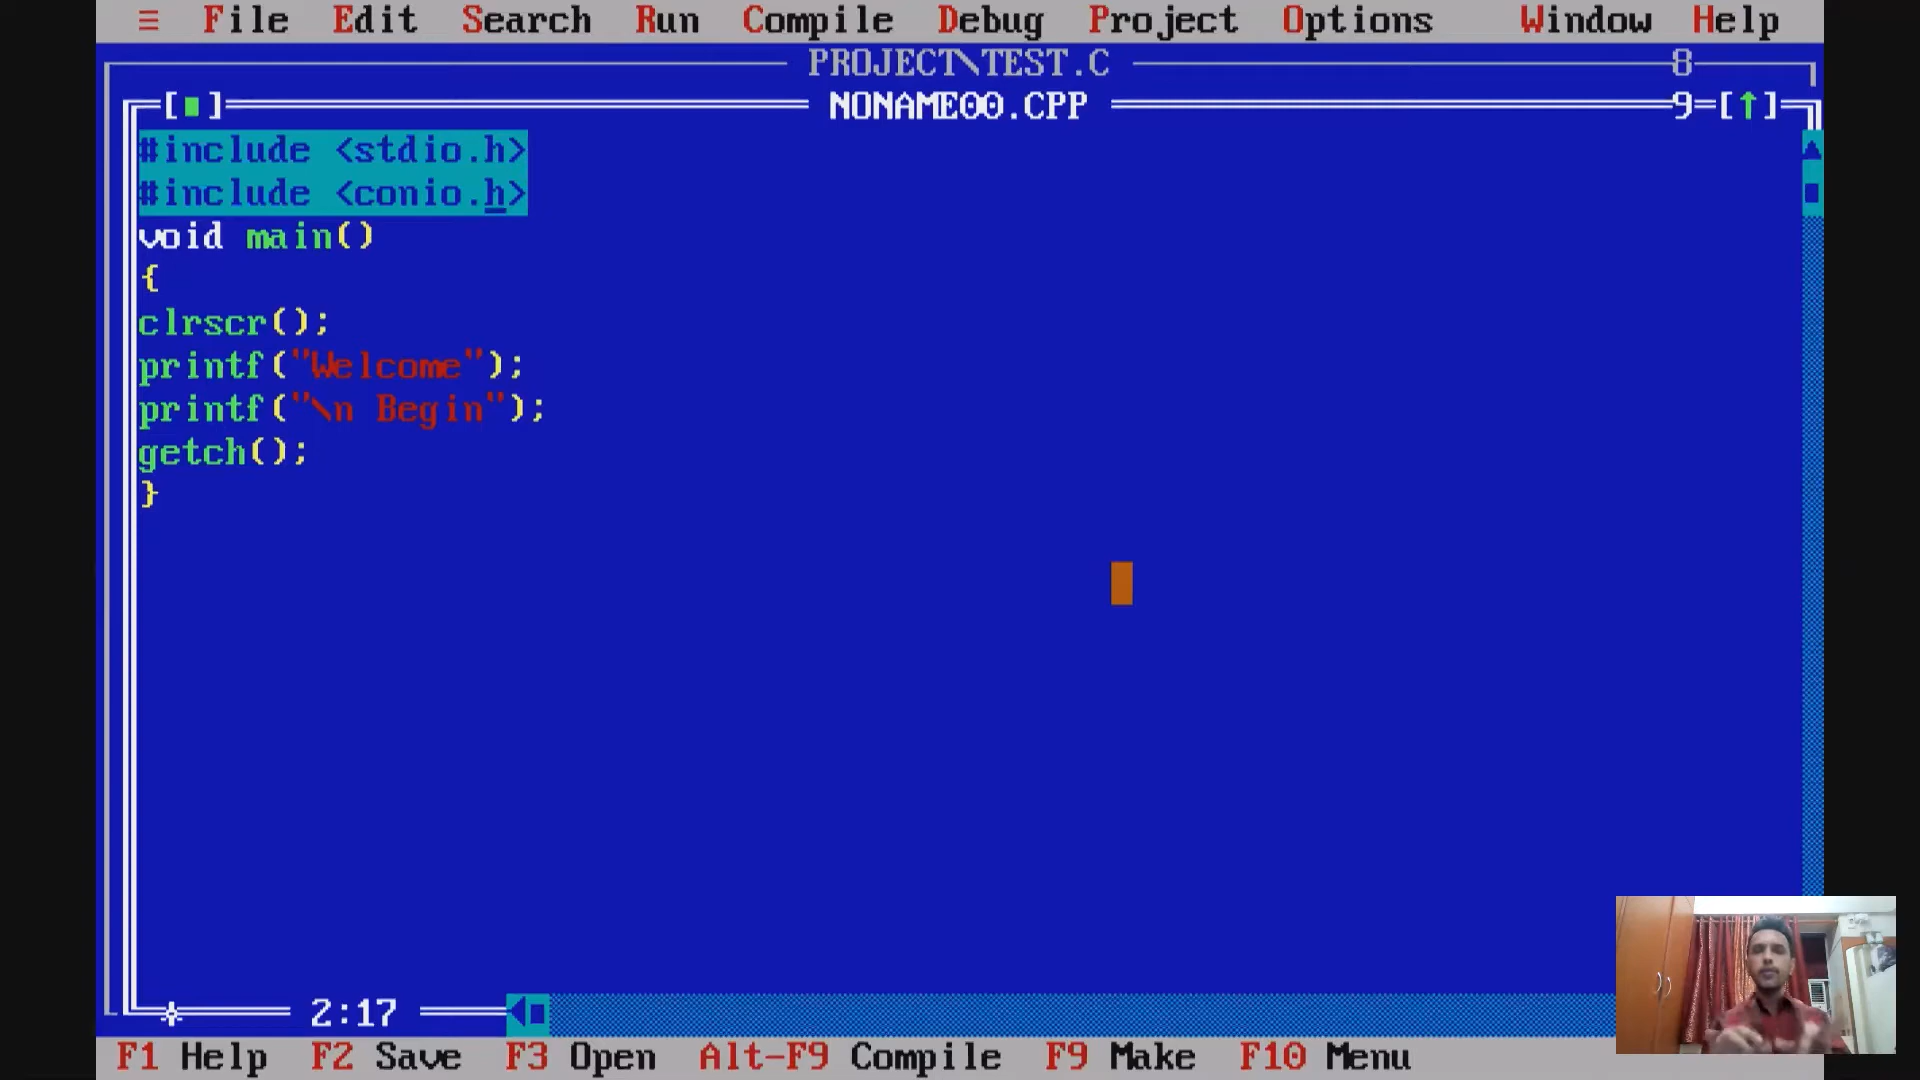 ≡ File Edit Search Run Compile Debug Project Options Window Help
PROJECT\TEST.C 8
[■] NONAME00.CPP 9=[↑]
#include <stdio.h>
#include <conio.h>
void main()
{
clrscr();
printf("Welcome");
printf("\n Begin");
getch();
}
2:17
F1 Help F2 Save F3 Open Alt-F9 Compile F9 Make F10 Menu